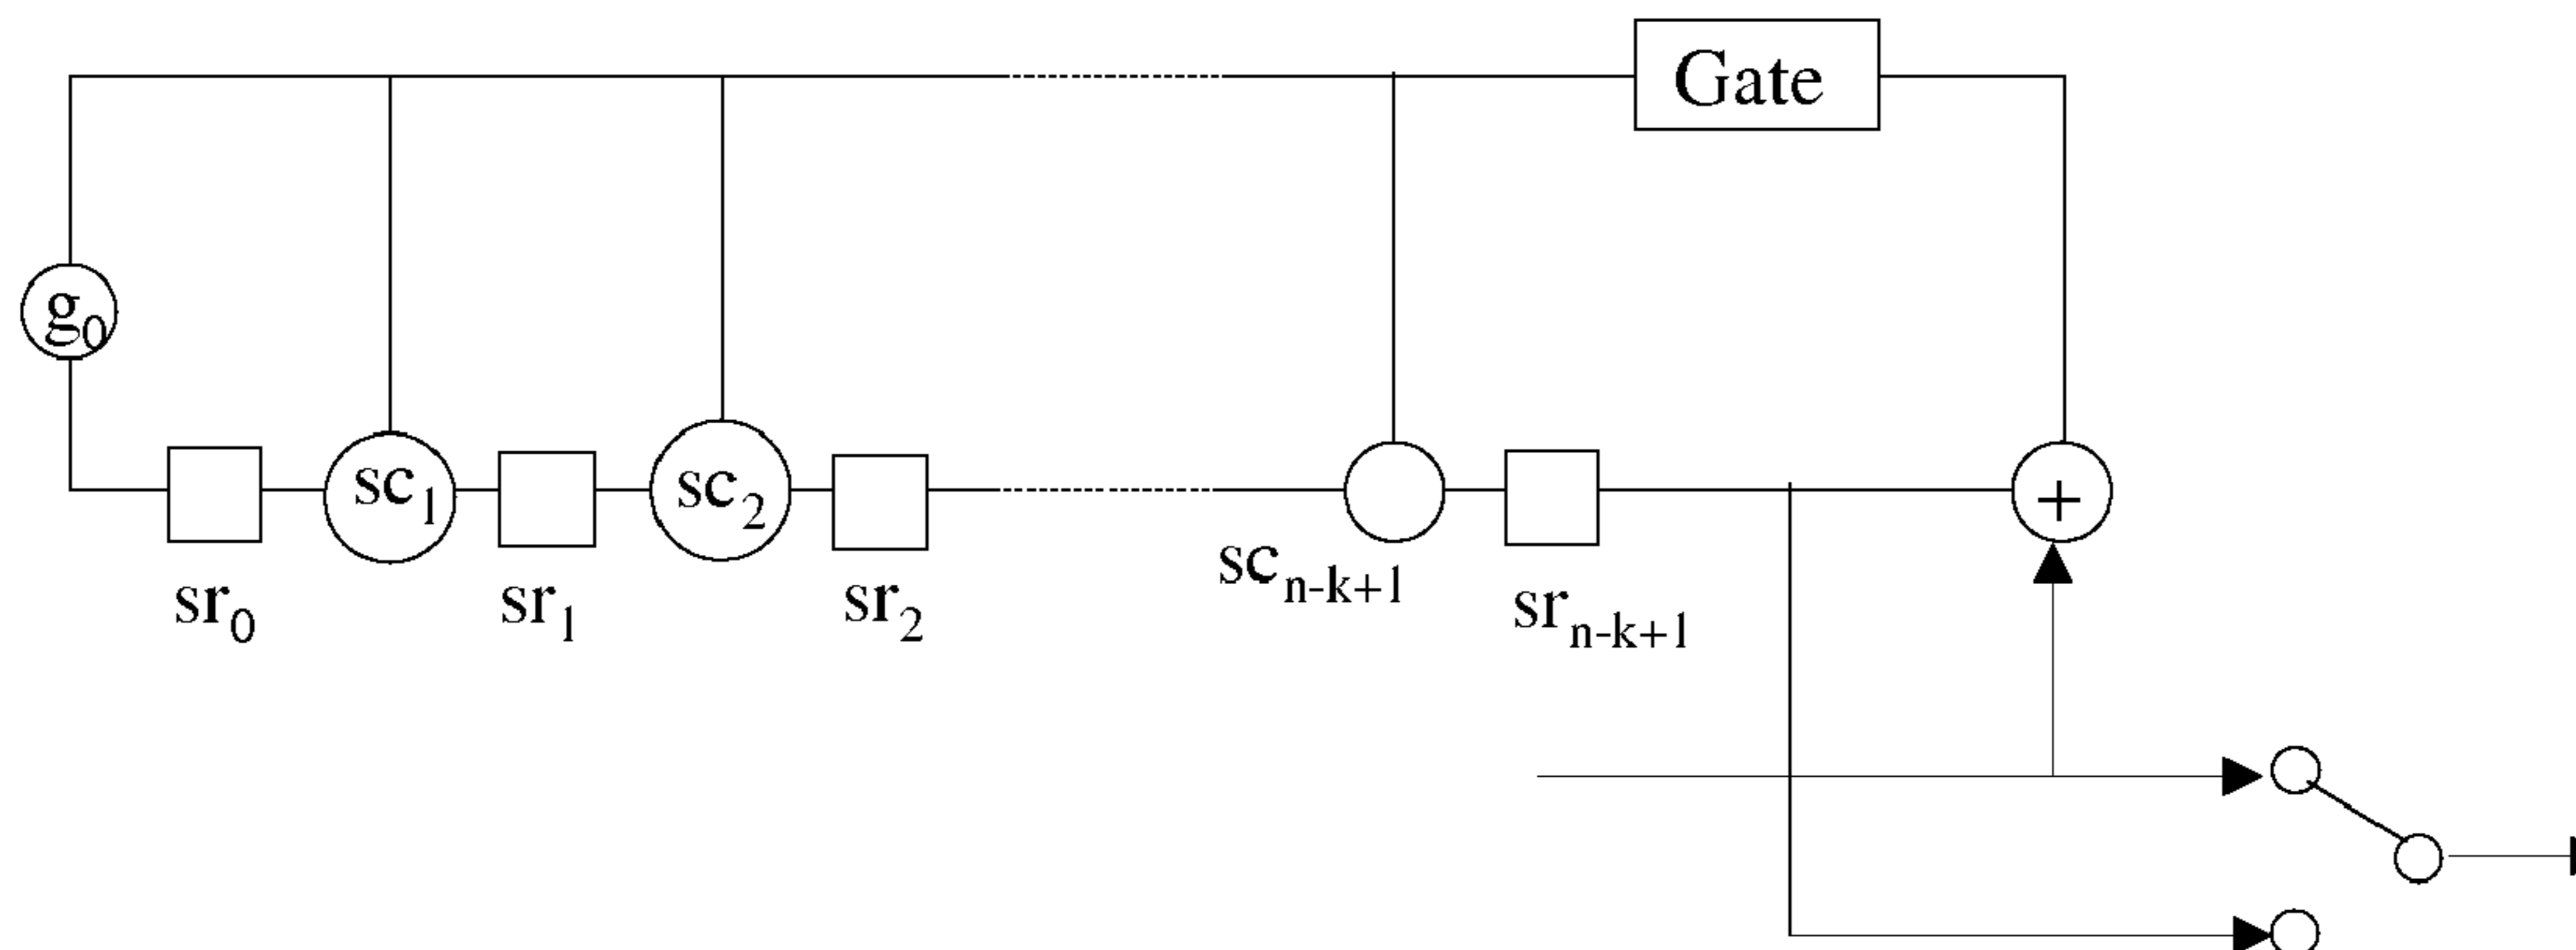 Gate
g₀
sc₁
sc₂
+
sr₀
sr₁
sr₂
scₙ₋ₖ₊₁
srₙ₋ₖ₊₁